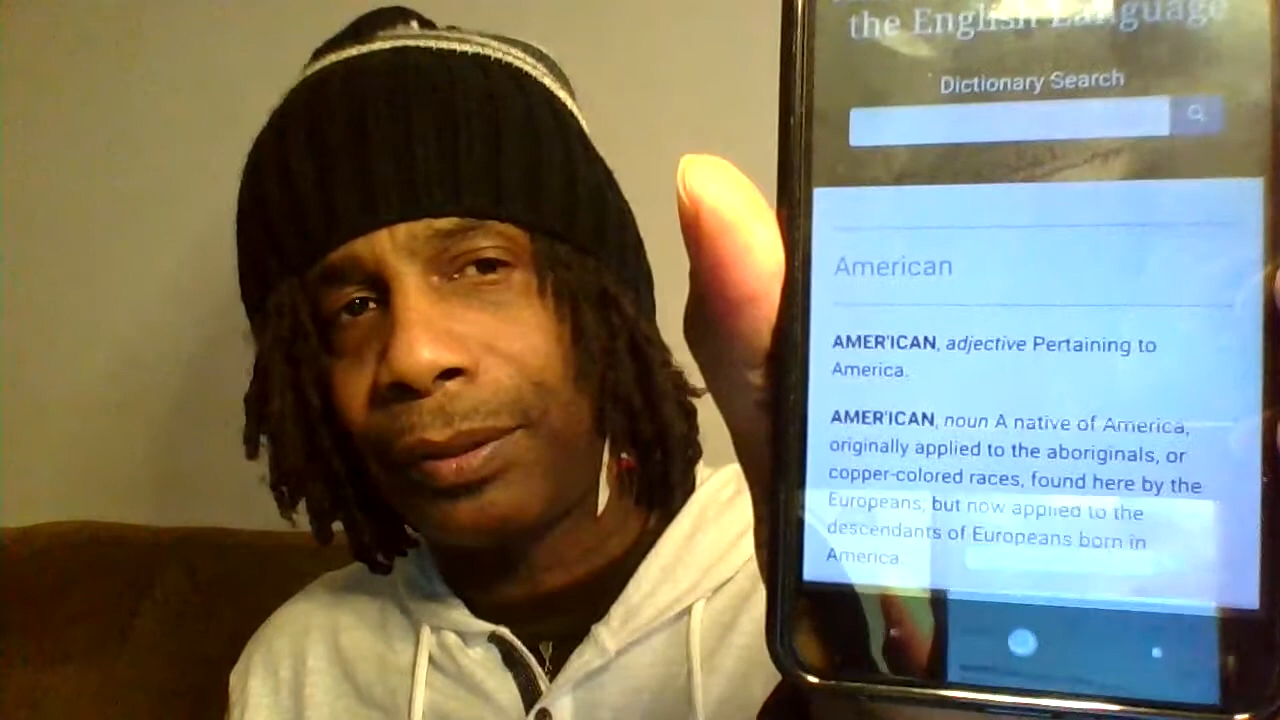 the English Language
Dictionary Search
American
AMER'ICAN, adjective Pertaining to
America.
AMER'ICAN, noun A native of America,
originally applied to the aboriginals, or
copper-colored races, found here by the
Europeans; but now applied to the
descendants of Europeans born in
America.